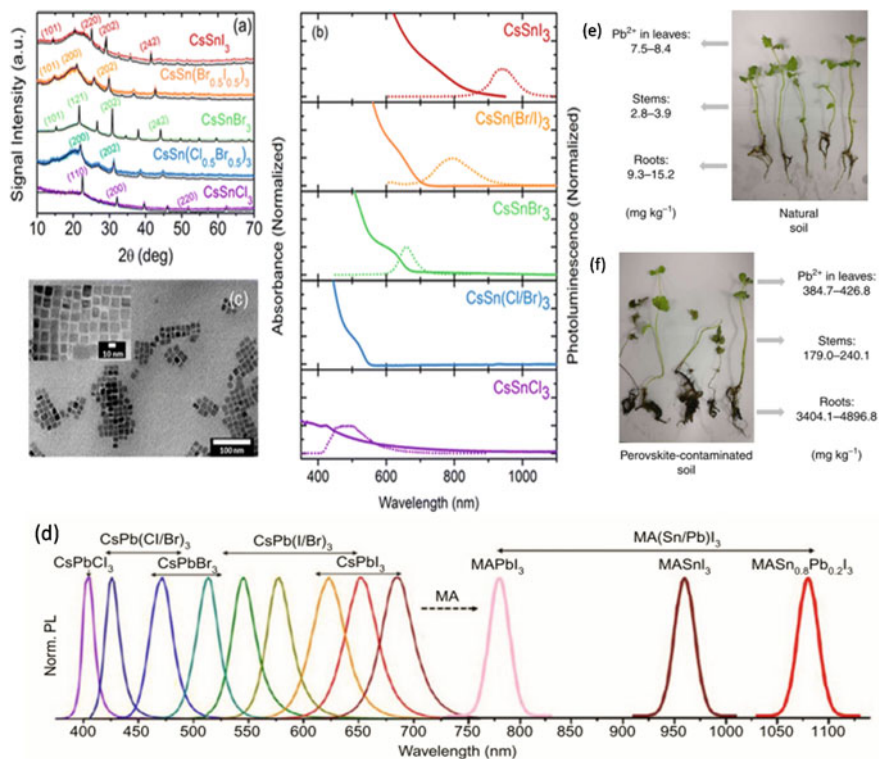 (a)
Signal Intensity (a.u.)
(101) (220) (202) (242) CsSnI3
(101) (200) (202) CsSn(Br0.5I0.5)3
(101) (121) (202) (242) CsSnBr3
(200) (202) CsSn(Cl0.5Br0.5)3
(110) (200) (220) CsSnCl3
10 20 30 40 50 60 70
2θ (deg)
(c)
10 nm
100 nm
(b)
Absorbance (Normalized)
Photoluminescence (Normalized)
CsSnI3
CsSn(Br/I)3
CsSnBr3
CsSn(Cl/Br)3
CsSnCl3
400 600 800 1000
Wavelength (nm)
(e)
Pb2+ in leaves:
7.5–8.4
Stems:
2.8–3.9
Roots:
9.3–15.2
(mg kg−1)
Natural
soil
(f)
Pb2+ in leaves:
384.7–426.8
Stems:
179.0–240.1
Roots:
3404.1–4896.8
(mg kg−1)
Perovskite-contaminated
soil
(d)
CsPb(Cl/Br)3 CsPb(I/Br)3 MA(Sn/Pb)I3
CsPbCl3 CsPbBr3 CsPbI3 MAPbI3 MASnI3 MASn0.8Pb0.2I3
MA
Norm. PL
400 450 500 550 600 650 700 750 800 850 900 950 1000 1050 1100
Wavelength (nm)